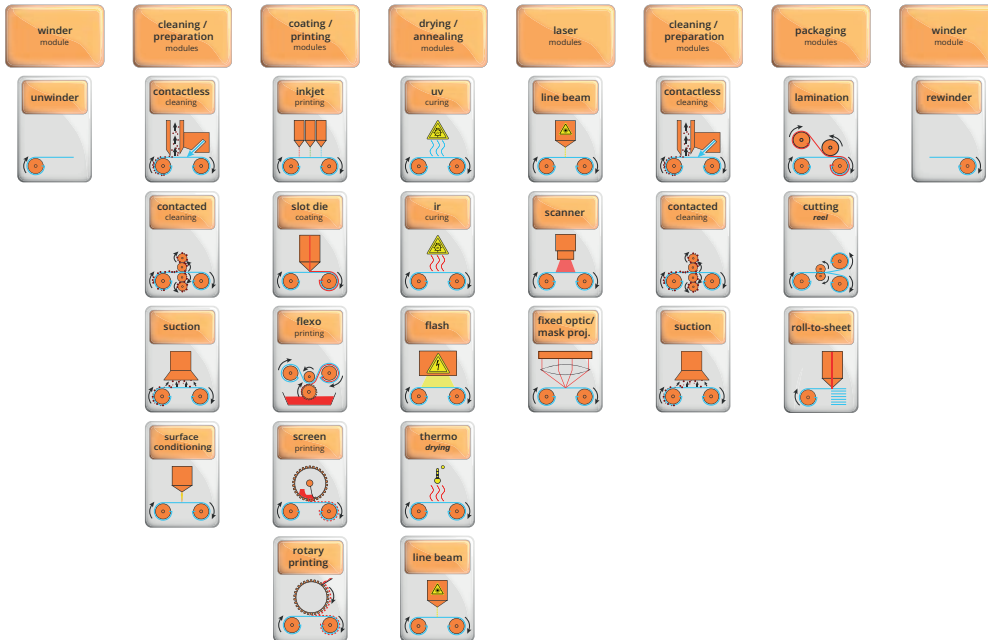 winder
module
cleaning /
preparation
modules
coating /
printing
modules
drying /
annealing
modules
laser
modules
cleaning /
preparation
modules
packaging
modules
winder
module
unwinder
contactless
cleaning
inkjet
printing
uv
curing
line beam
contactless
cleaning
lamination
rewinder
contacted
cleaning
slot die
coating
ir
curing
scanner
contacted
cleaning
cutting
reel
suction
flexo
printing
flash
fixed optic/
mask proj.
suction
roll-to-sheet
surface
conditioning
screen
printing
thermo
drying
rotary
printing
line beam